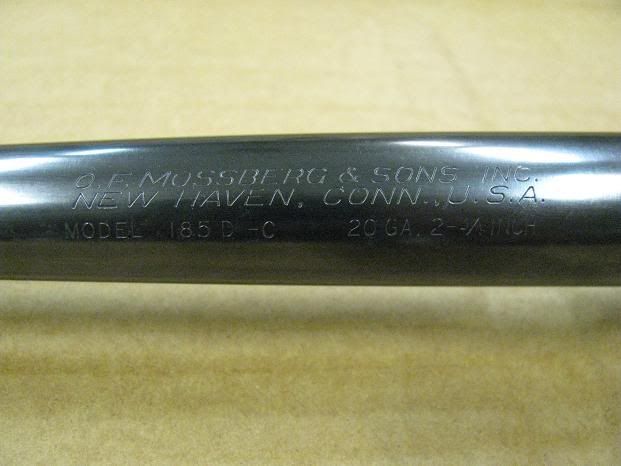 O.F. MOSSBERG & SONS INC.
NEW HAVEN, CONN., U.S.A.
MODEL 185 D -C 20 GA. 2-3/4 INCH